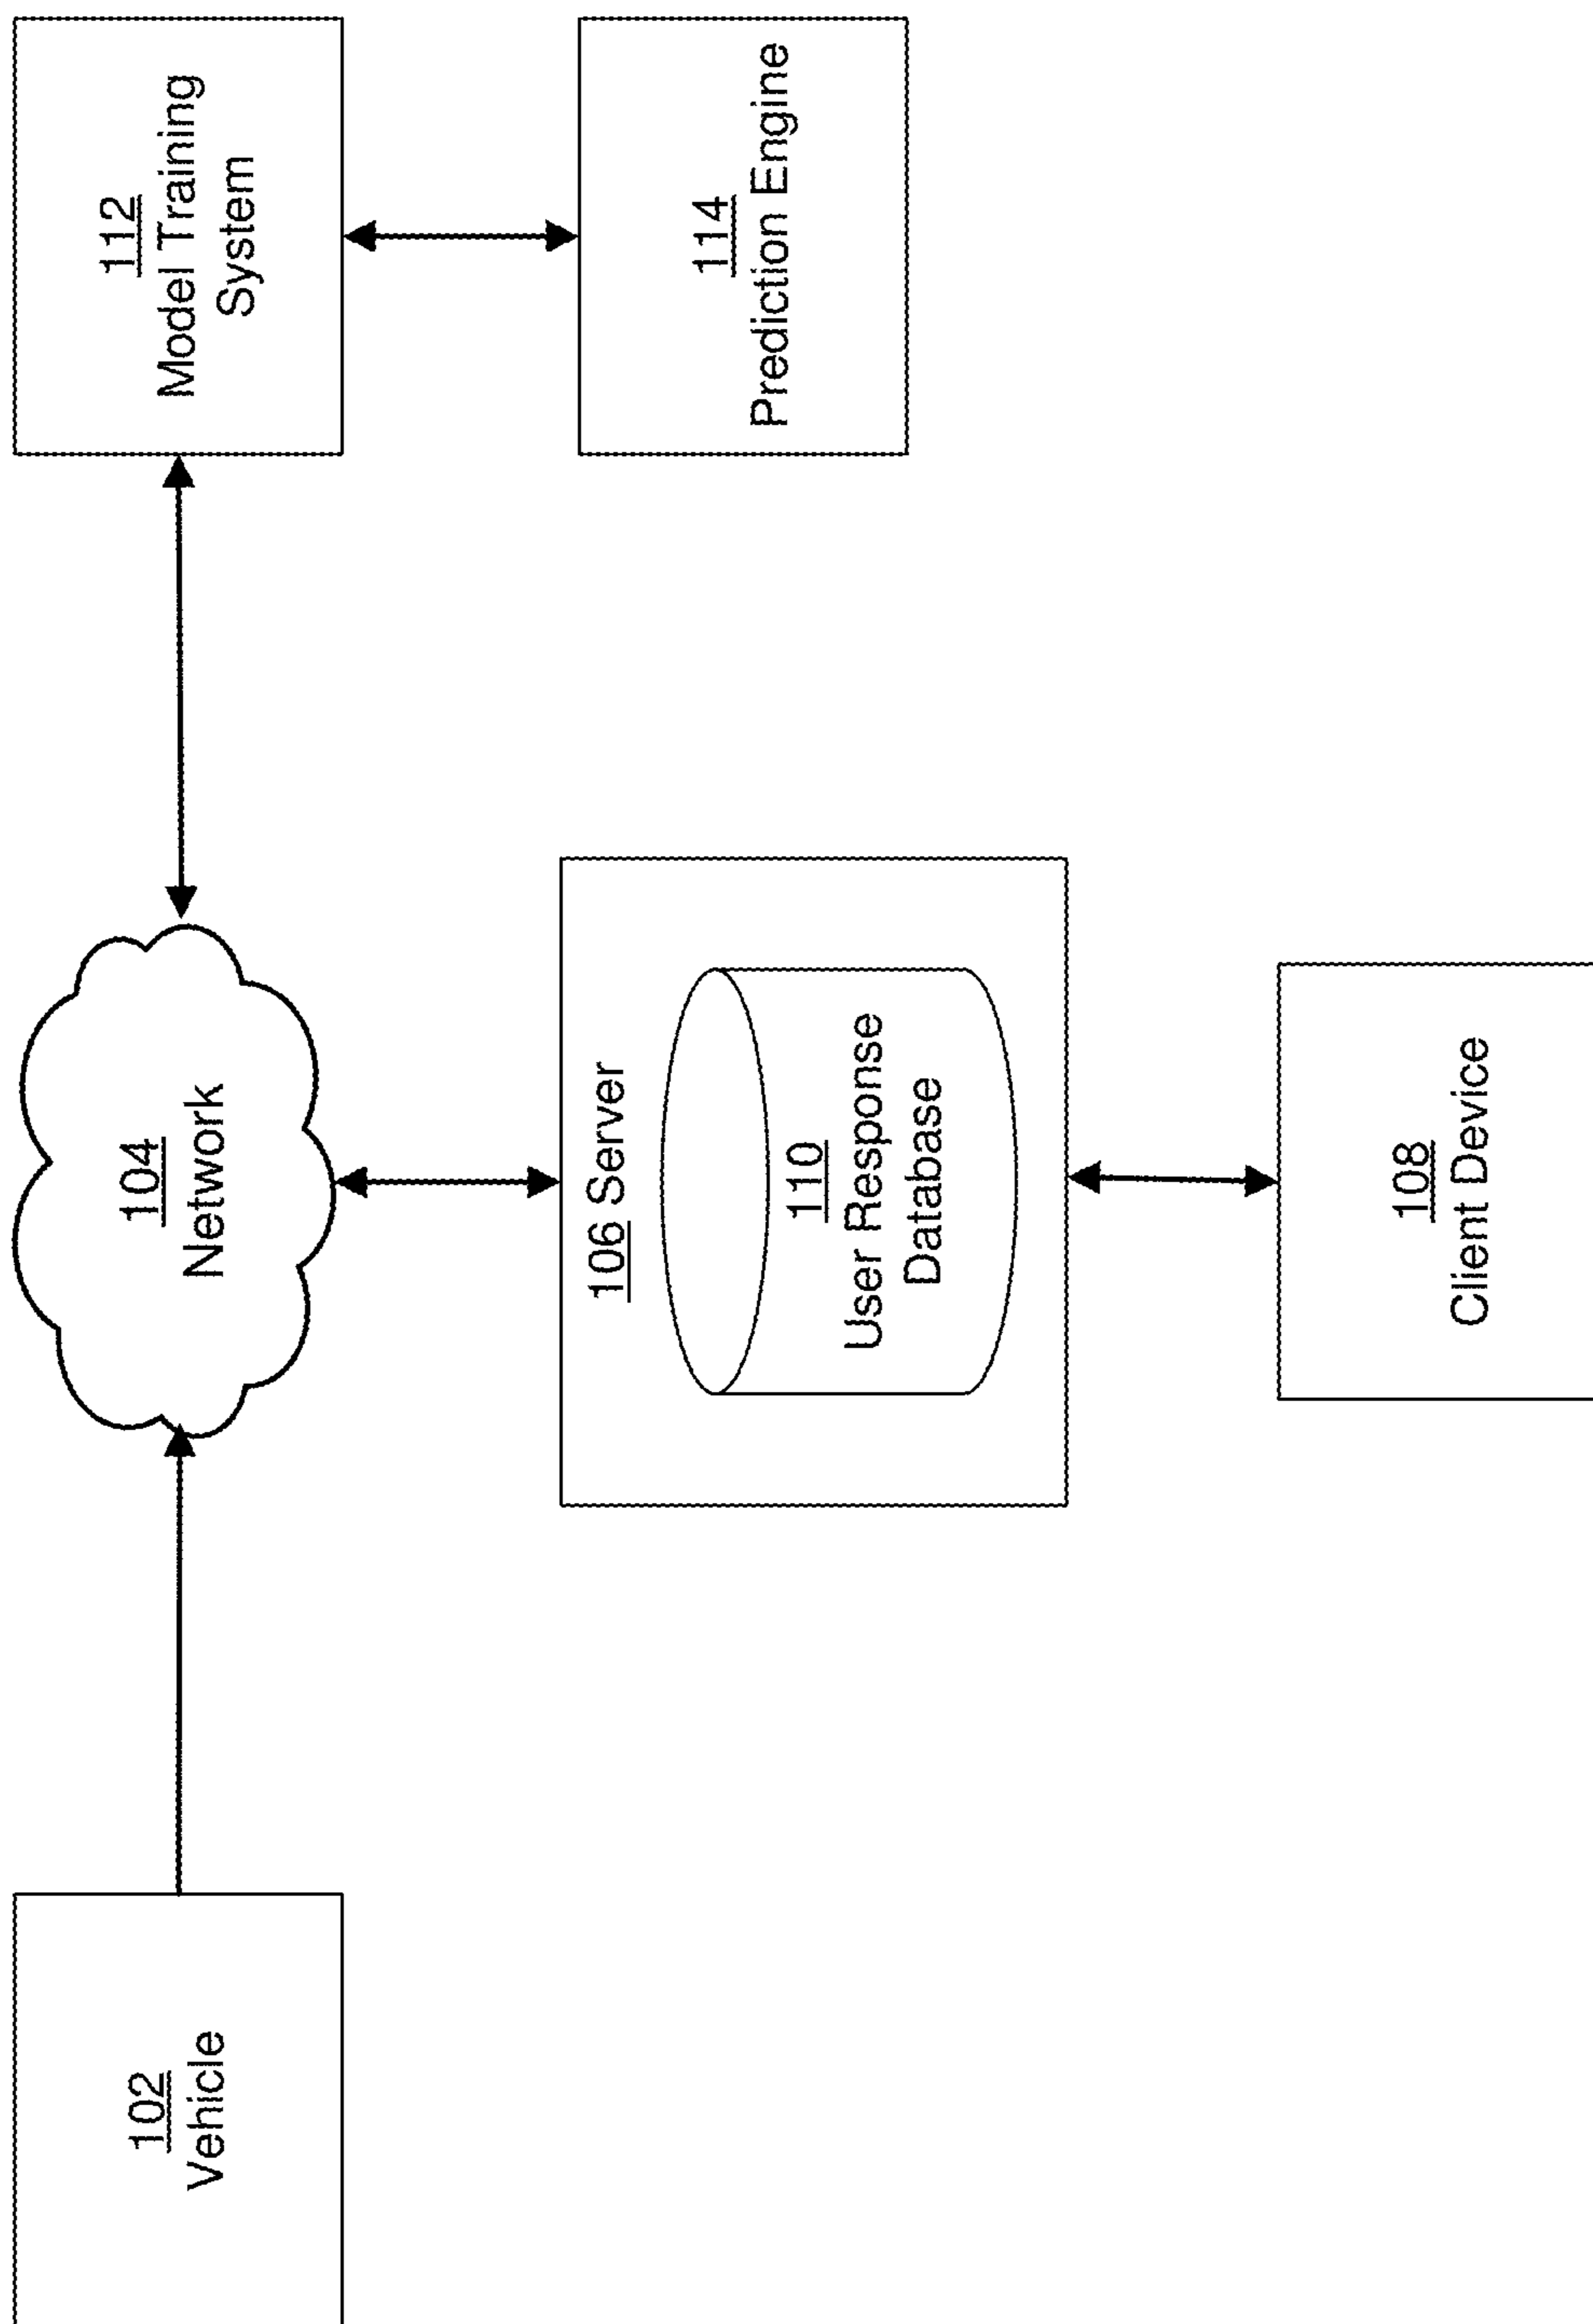 102
Vehicle
104
Network
112
Model Training
System
106 Server
110
User Response
Database
114
Prediction Engine
108
Client Device